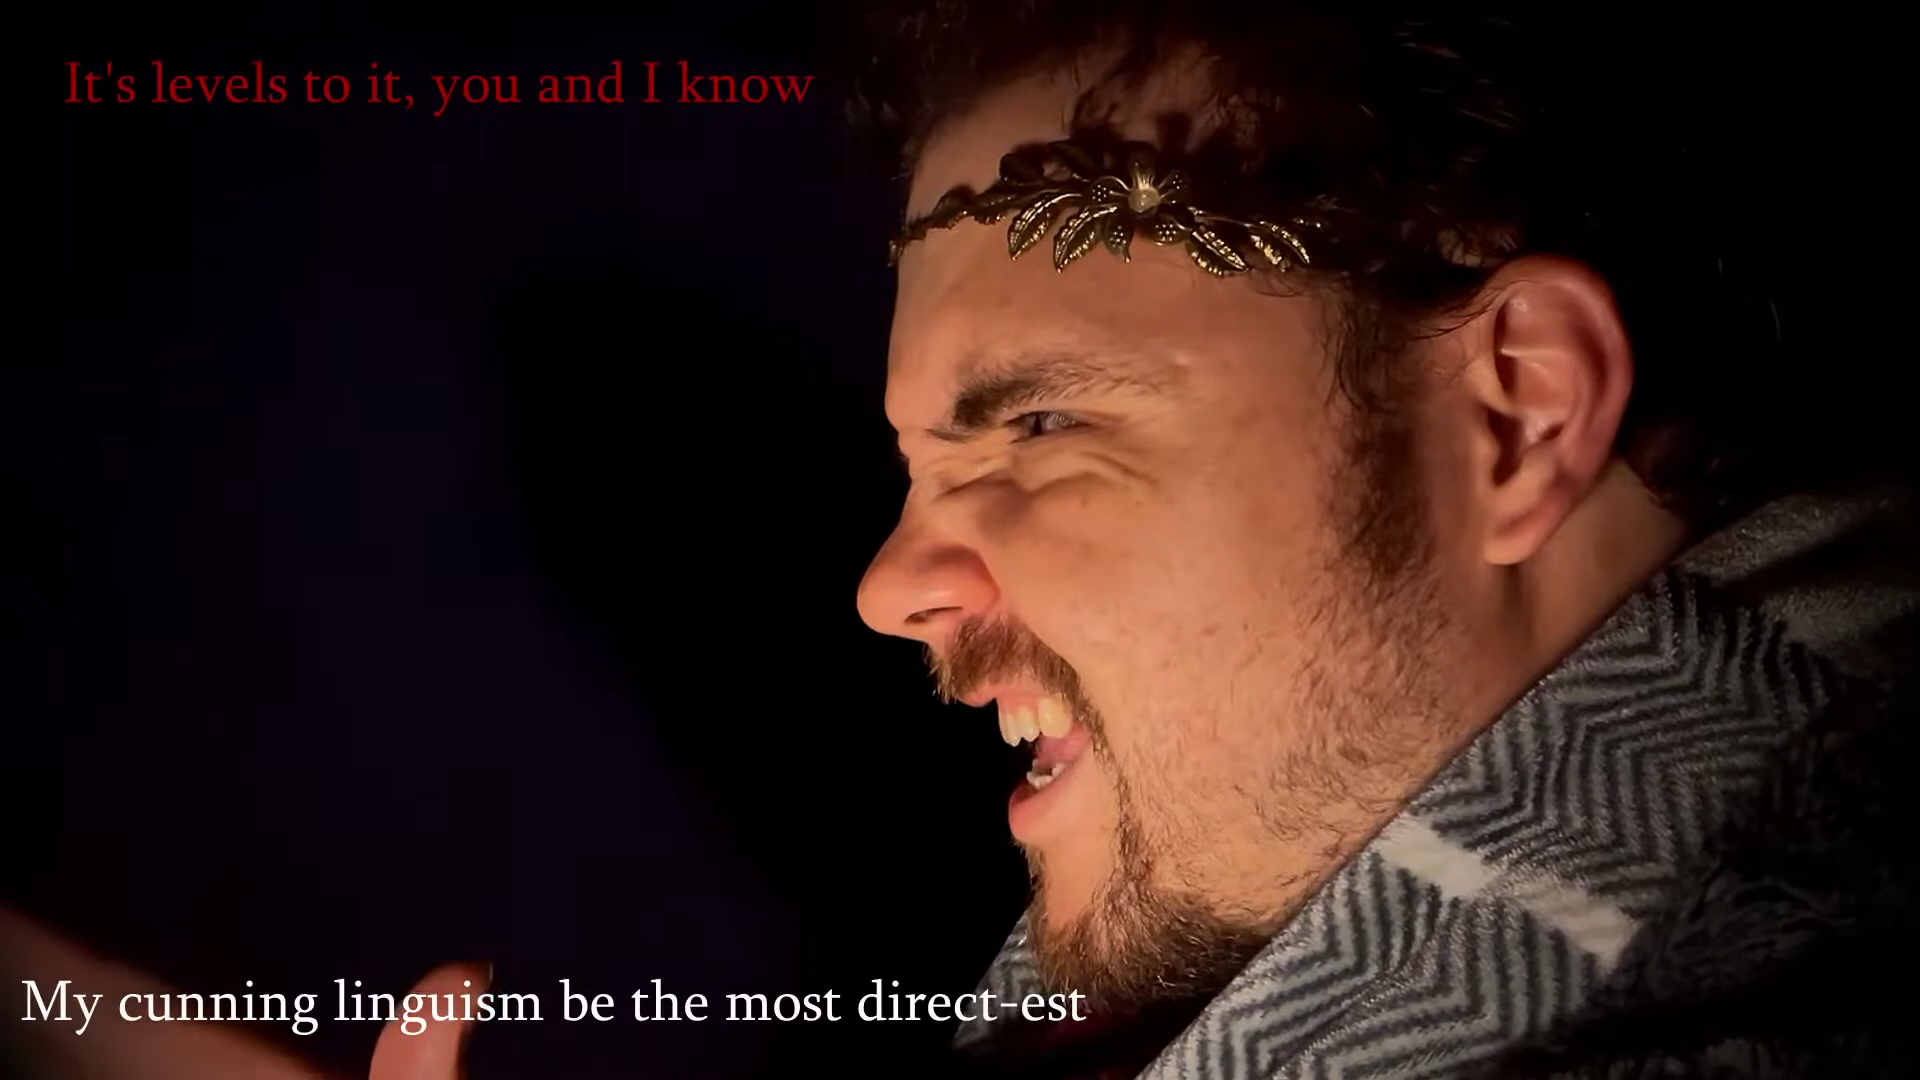 It's levels to it, you and I know
My cunning linguism be the most direct-est